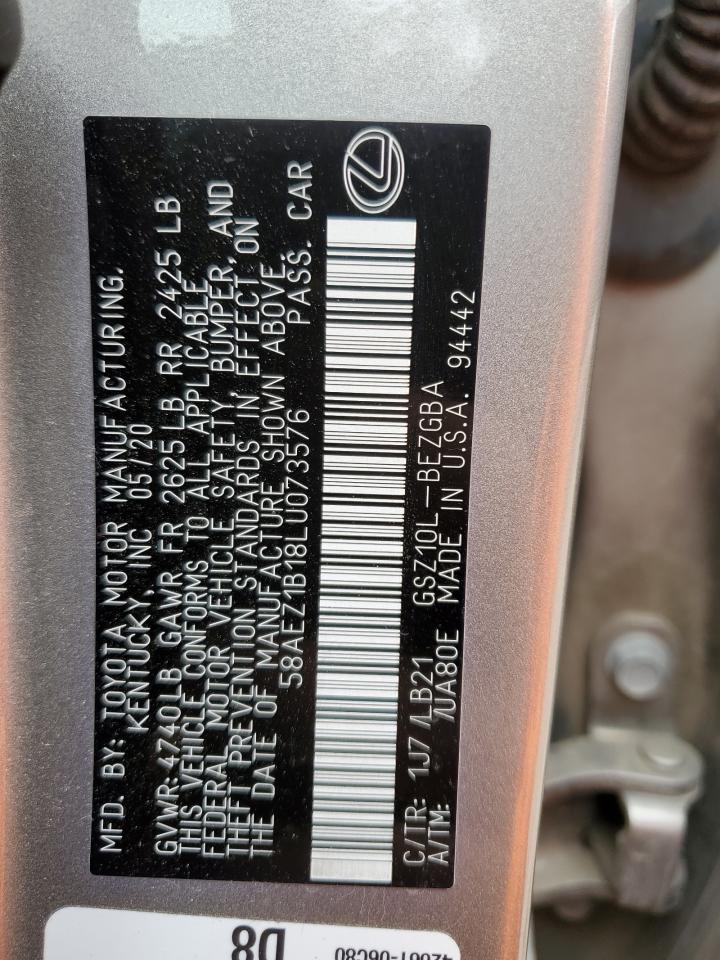 MFD. BY: TOYOTA MOTOR MANUFACTURING.
KENTUCKY, INC 05/20
GVWR: 4740LB GAWR FR 2625LB RR 2425 LB
THIS VEHICLE CONFORMS TO ALL APPLICABLE
FEDERAL MOTOR VEHICLE SAFETY, BUMPER, AND
THEFT PREVENTION STANDARDS IN EFFECT ON
THE DATE OF MANUFACTURE SHOWN ABOVE.
58AEZ1B18LU073576 PASS. CAR
C/TR: 1J7 /LB21 GSZ10L-BEZGBA
A/TM: /UA80E MADE IN U.S.A. 94442
D8